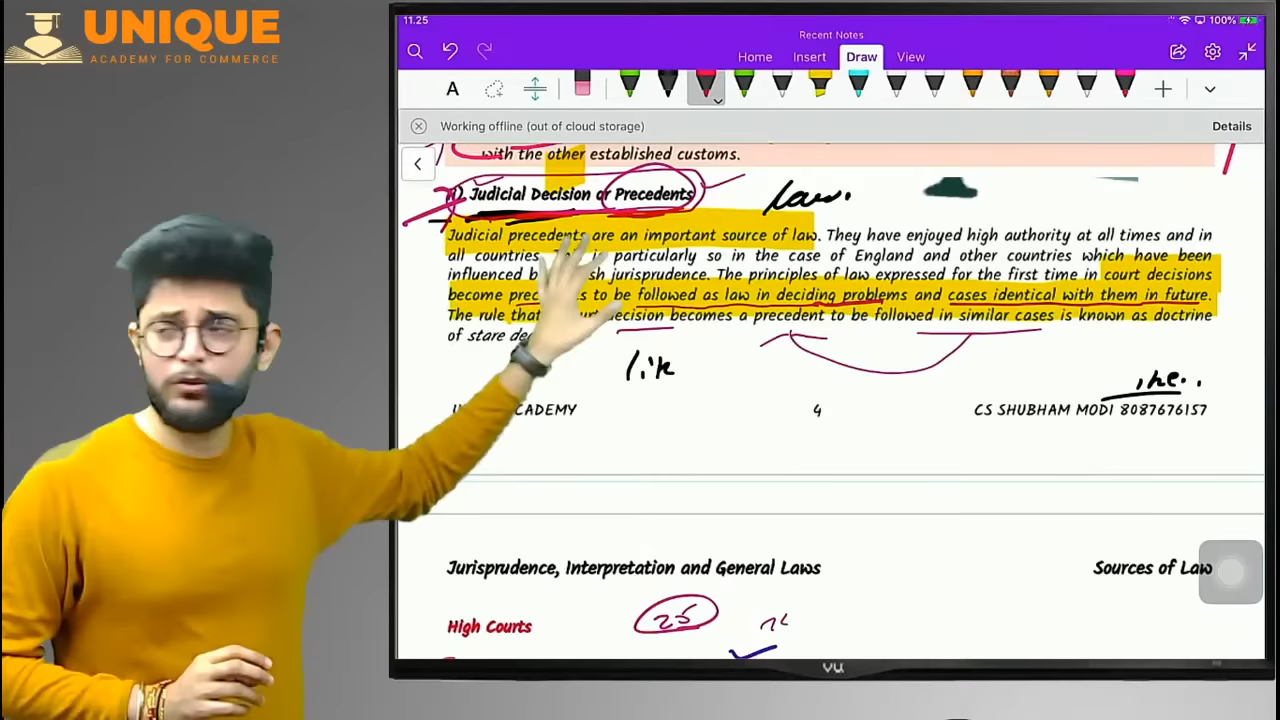 UNIQUE
ACADEMY FOR COMMERCE
11.25
100%
Recent Notes
Home Insert Draw View
A
Working offline (out of cloud storage)
Details
with the other established customs.
Judicial Decision or Precedents
law.
Judicial precedents are an important source of law. They have enjoyed high authority at all times and in
all countries. particularly so in the case of England and other countries which have been
influenced jurisprudence. The principles of law expressed for the first time in court decisions
become to be followed as law in deciding problems and cases identical with them in future.
The rule that decision becomes a precedent to be followed in similar cases is known as doctrine
of stare
ACADEMY
4
CS SHUBHAM MODI 8087676157
Jurisprudence, Interpretation and General Laws
Sources of Law
High Courts
25
vu